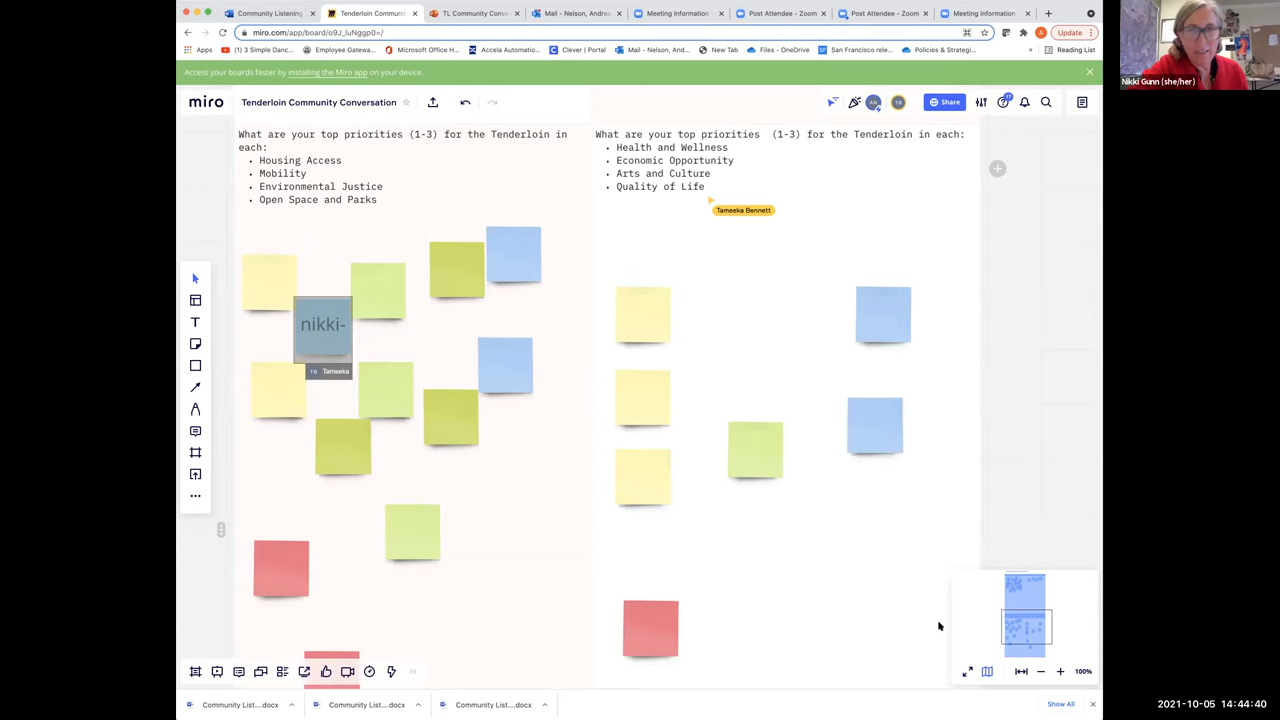 Community Listening
Tenderloin Communi
TL Community Conv
Mail - Nelson, Andrea
Meeting Information
Post Attendee - Zoom
Post Attendee - Zoom
Meeting Information
miro.com/app/board/o9J_luNggp0=/
Update
Apps
(1) 3 Simple Danc...
Employee Gatewa...
Microsoft Office H...
Accela Automatio...
Clever | Portal
Mail - Nelson, Andr...
New Tab
Files - OneDrive
San Francisco rele...
Policies & Strategi...
Reading List
Access your boards faster by installing the Miro app on your device.
miro
Tenderloin Community Conversation
Share
What are your top priorities (1-3) for the Tenderloin in
each:
• Housing Access
• Mobility
• Environmental Justice
• Open Space and Parks
What are your top priorities (1-3) for the Tenderloin in each:
• Health and Wellness
• Economic Opportunity
• Arts and Culture
• Quality of Life
Tameeka Bennett
nikki-
TB Tameeka
100%
Community List....docx
Community List....docx
Community List....docx
Show All
Nikki Gunn (she/her)
2021-10-05 14:44:40